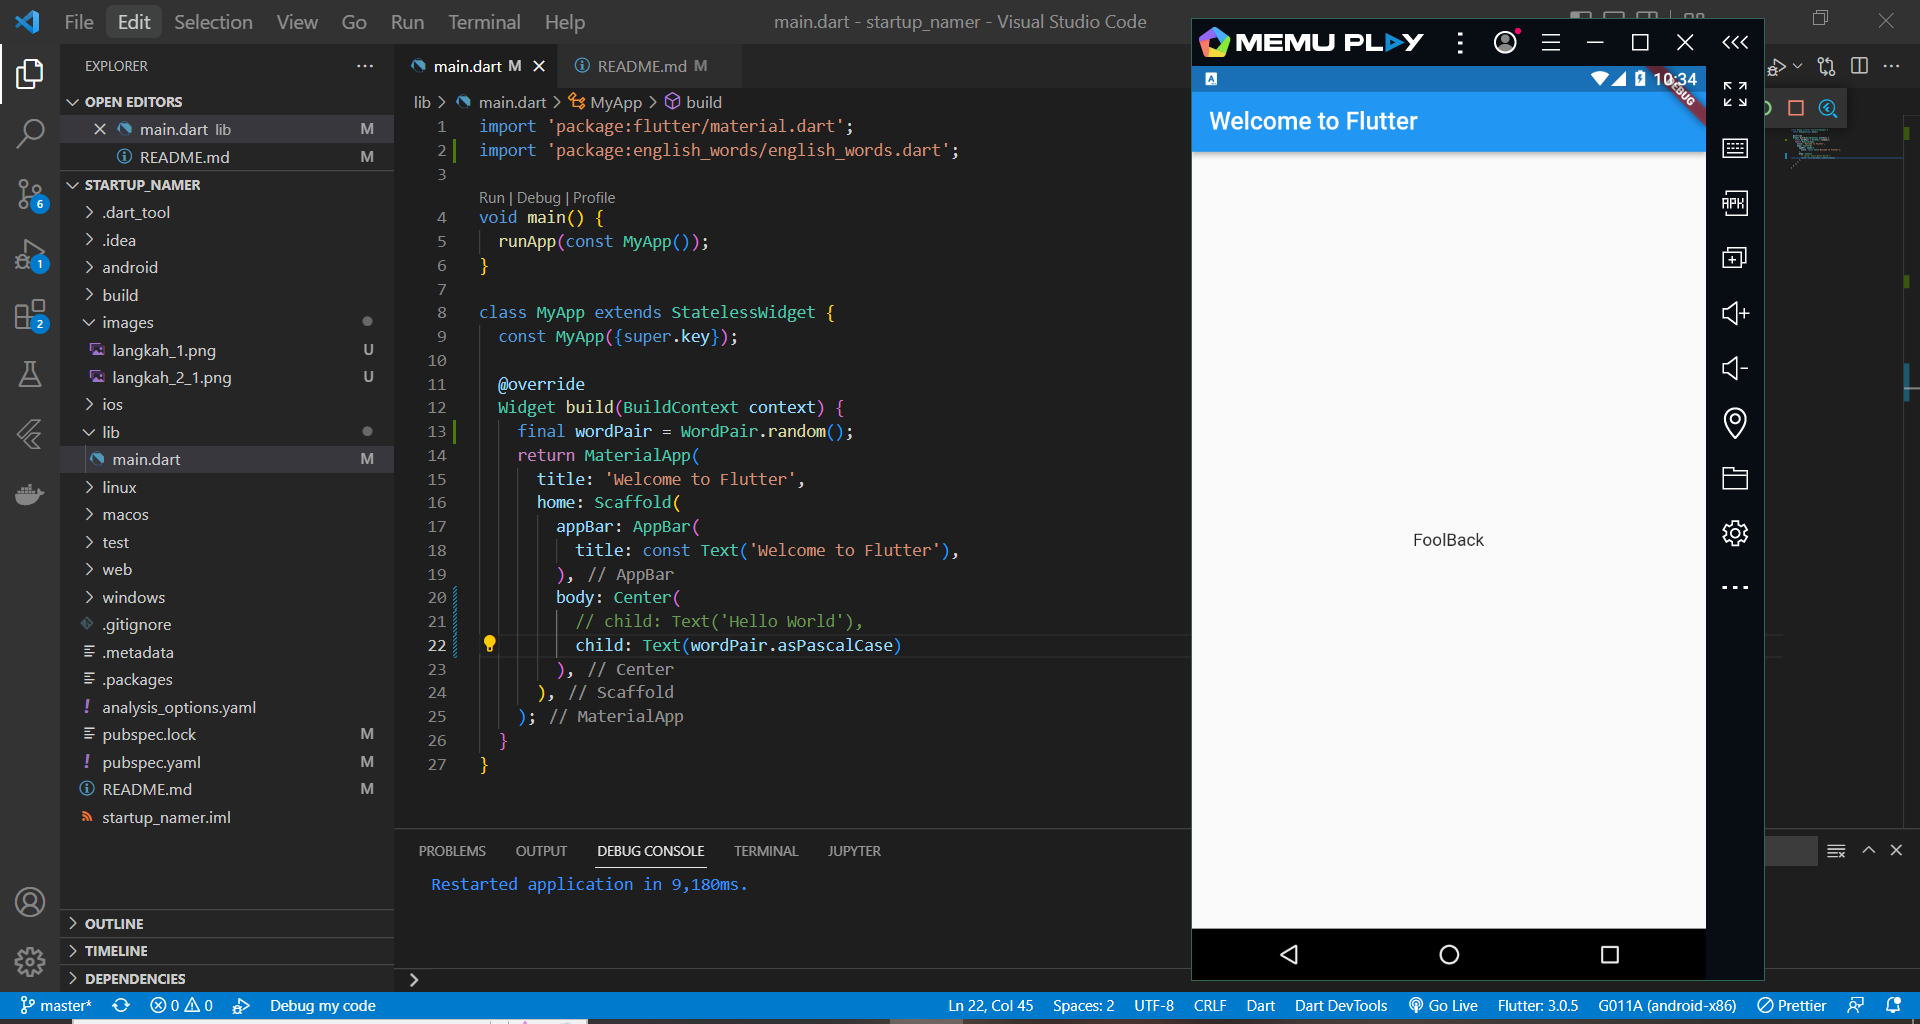 File Edit Selection View Go Run Terminal Help
main.dart - startup_namer - Visual Studio Code
EXPLORER
OPEN EDITORS
main.dart lib M
README.md M
STARTUP_NAMER
.dart_tool
.idea
android
build
images
langkah_1.png U
langkah_2_1.png U
ios
lib
main.dart M
linux
macos
test
web
windows
.gitignore
.metadata
.packages
analysis_options.yaml
pubspec.lock M
pubspec.yaml M
README.md M
startup_namer.iml
OUTLINE
TIMELINE
DEPENDENCIES
6
1
2
main.dart M
README.md M
lib > main.dart > MyApp > build
1 import 'package:flutter/material.dart';
2 import 'package:english_words/english_words.dart';
3
Run | Debug | Profile
4 void main() {
5 runApp(const MyApp());
6 }
7
8 class MyApp extends StatelessWidget {
9 const MyApp({super.key});
10
11 @override
12 Widget build(BuildContext context) {
13 final wordPair = WordPair.random();
14 return MaterialApp(
15 title: 'Welcome to Flutter',
16 home: Scaffold(
17 appBar: AppBar(
18 title: const Text('Welcome to Flutter'),
19 ), // AppBar
20 body: Center(
21 // child: Text('Hello World'),
22 child: Text(wordPair.asPascalCase)
23 ), // Center
24 ), // Scaffold
25 ); // MaterialApp
26 }
27 }
PROBLEMS OUTPUT DEBUG CONSOLE TERMINAL JUPYTER
Restarted application in 9,180ms.
MEMU PLAY
10:34
DEBUG
Welcome to Flutter
FoolBack
APK
master* 0 0 Debug my code
Ln 22, Col 45 Spaces: 2 UTF-8 CRLF Dart Dart DevTools Go Live Flutter: 3.0.5 G011A (android-x86) Prettier